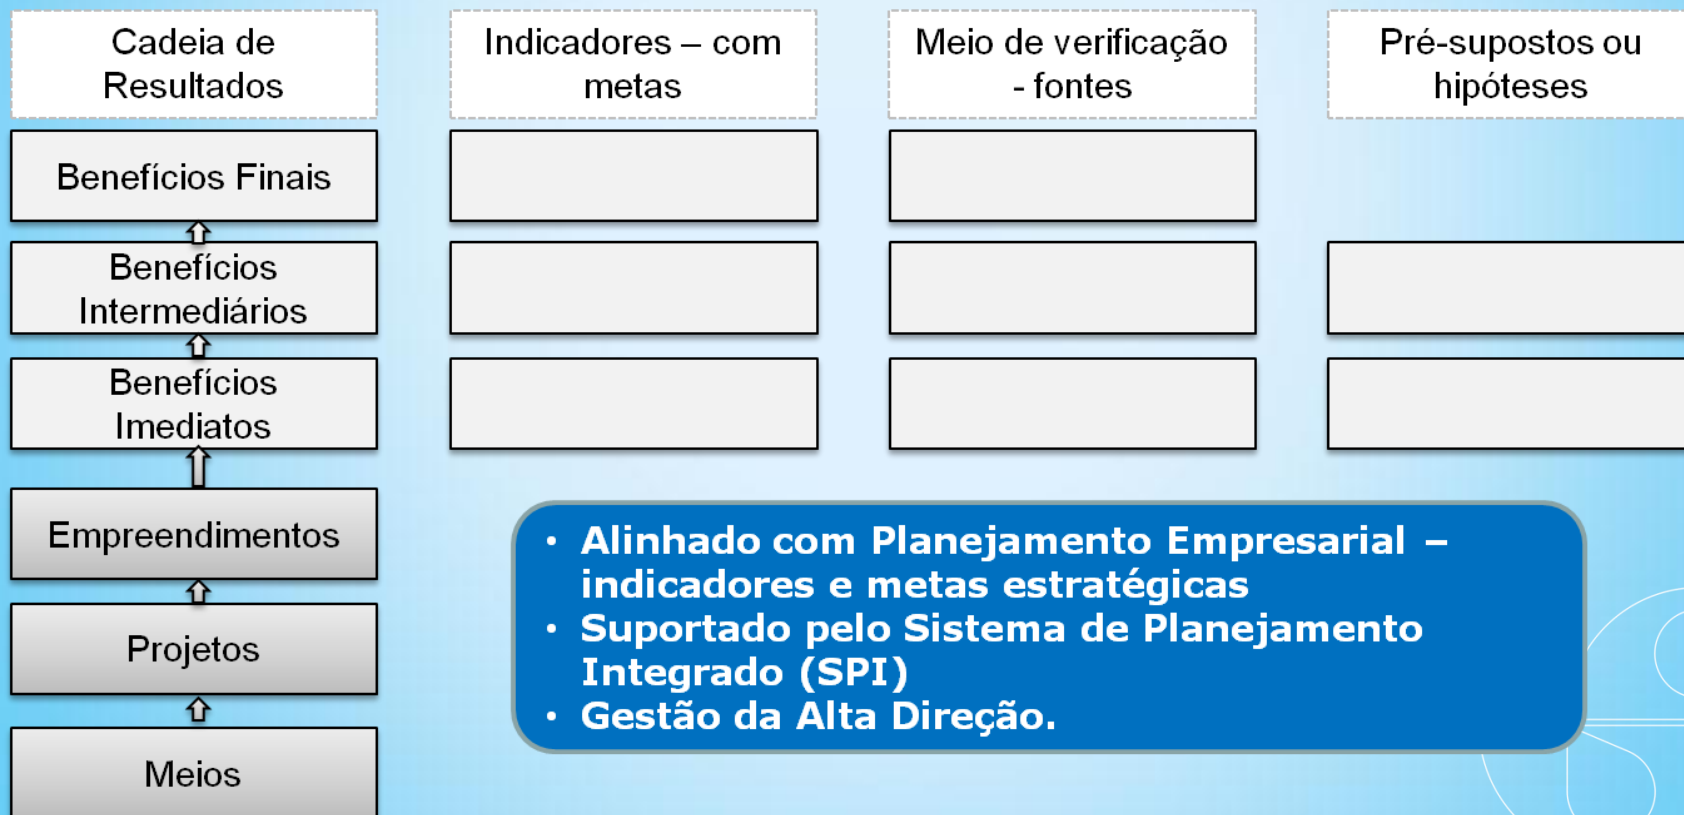 Cadeia de
Resultados
Indicadores – com
metas
Meio de verificação
- fontes
Pré-supostos ou
hipóteses
Benefícios Finais
Benefícios
Intermediários
Benefícios
Imediatos
Empreendimentos
Projetos
Meios
• Alinhado com Planejamento Empresarial –
indicadores e metas estratégicas
• Suportado pelo Sistema de Planejamento
Integrado (SPI)
• Gestão da Alta Direção.